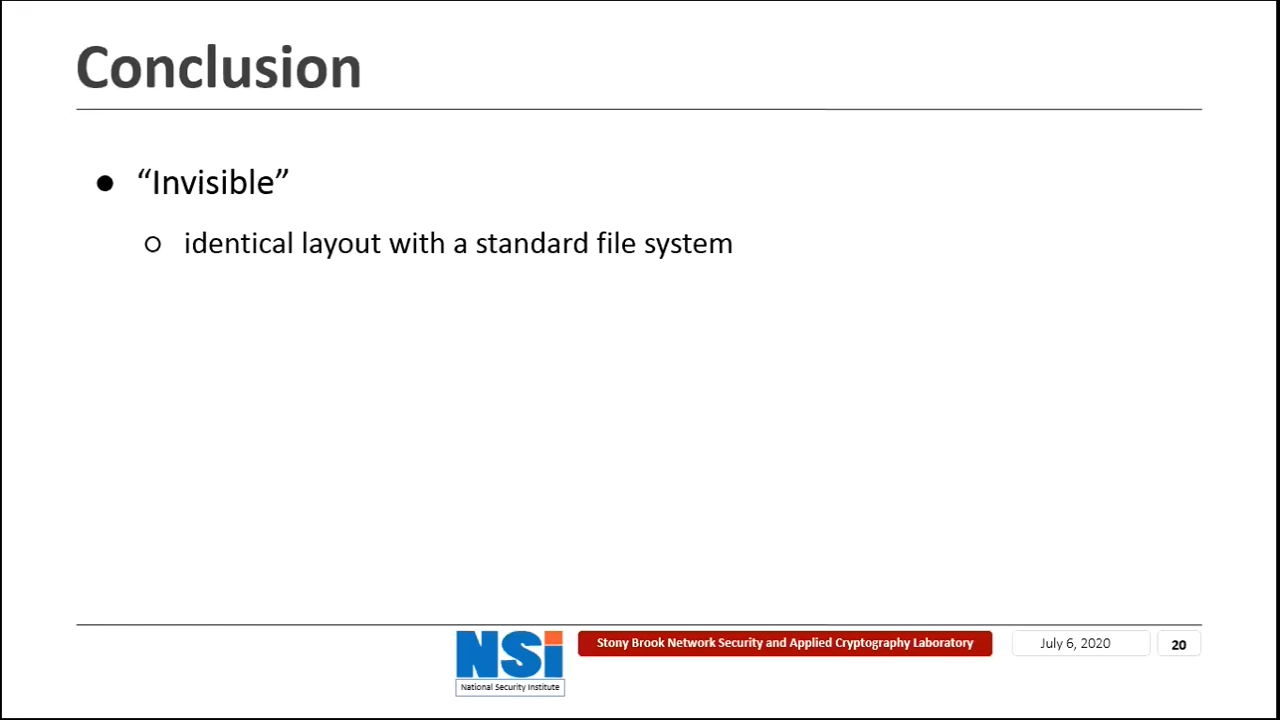 Conclusion
● “Invisible”
○ identical layout with a standard file system
NSi
National Security Institute
Stony Brook Network Security and Applied Cryptography Laboratory
July 6, 2020
20